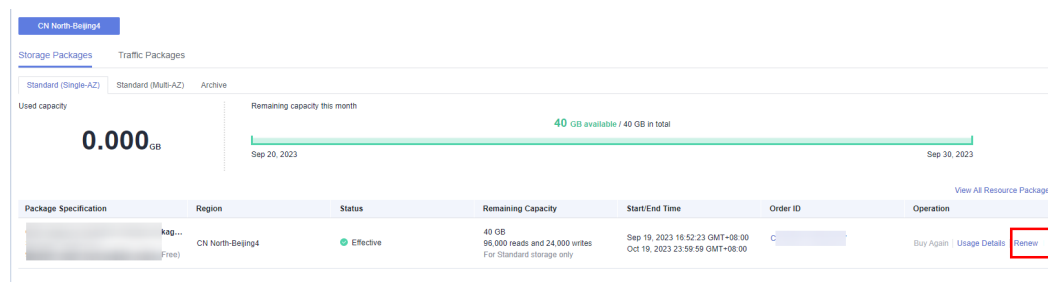 CN North-Beijing4
Storage Packages Traffic Packages
Standard (Single-AZ) Standard (Multi-AZ) Archive
Used capacity
0.000 GB
Remaining capacity this month
40 GB available / 40 GB in total
Sep 20, 2023 Sep 30, 2023
View All Resource Package
Package Specification Region Status Remaining Capacity Start/End Time Order ID Operation
kag...
Free)
CN North-Beijing4
Effective
40 GB
96,000 reads and 24,000 writes
For Standard storage only
Sep 19, 2023 16:52:23 GMT+08:00
Oct 19, 2023 23:59:59 GMT+08:00
C
Buy Again Usage Details Renew